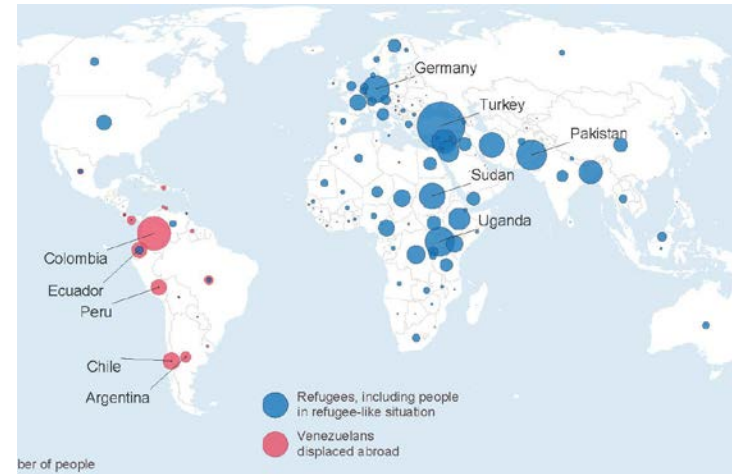 Germany
Turkey
Pakistan
Sudan
Uganda
Colombia
Ecuador
Peru
Chile
Argentina
Refugees, including people
in refugee-like situation
Venezuelans
displaced abroad
ber of people